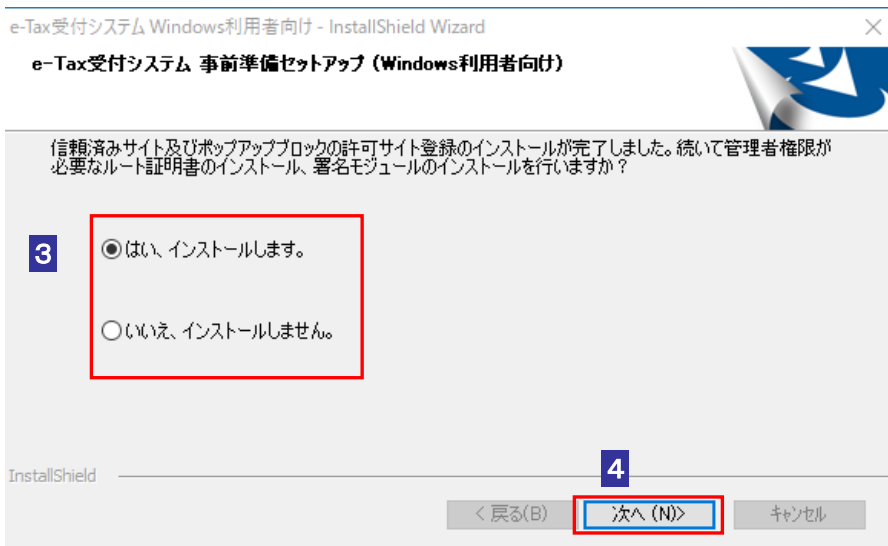 e-Tax受付システム Windows利用者向け - InstallShield Wizard
e-Tax受付システム 事前準備セットアップ（Windows利用者向け）
信頼済みサイト及びポップアップブロックの許可サイト登録のインストールが完了しました。続いて管理者権限が
必要なルート証明書のインストール、署名モジュールのインストールを行いますか？
3
はい、インストールします。
いいえ、インストールしません。
InstallShield
4
< 戻る(B)
次へ (N)>
キャンセル